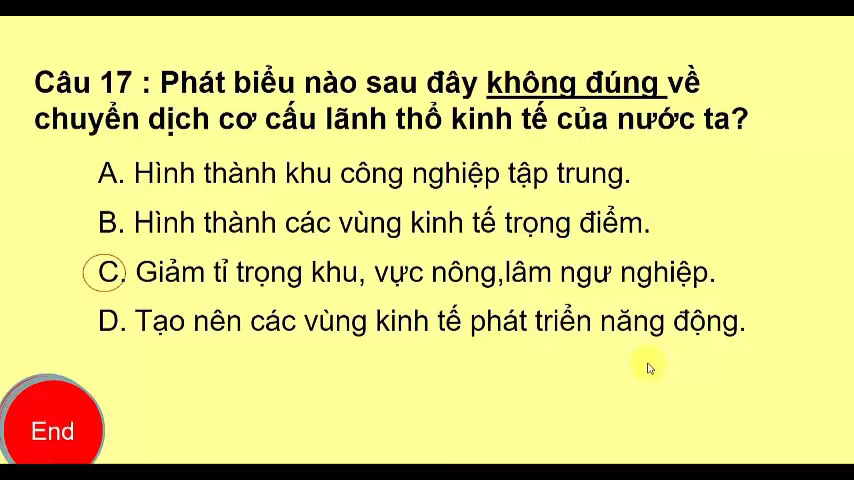 Câu 17 : Phát biểu nào sau đây không đúng về
chuyển dịch cơ cấu lãnh thổ kinh tế của nước ta?
A. Hình thành khu công nghiệp tập trung.
B. Hình thành các vùng kinh tế trọng điểm.
C. Giảm tỉ trọng khu, vực nông,lâm ngư nghiệp.
D. Tạo nên các vùng kinh tế phát triển năng động.
End